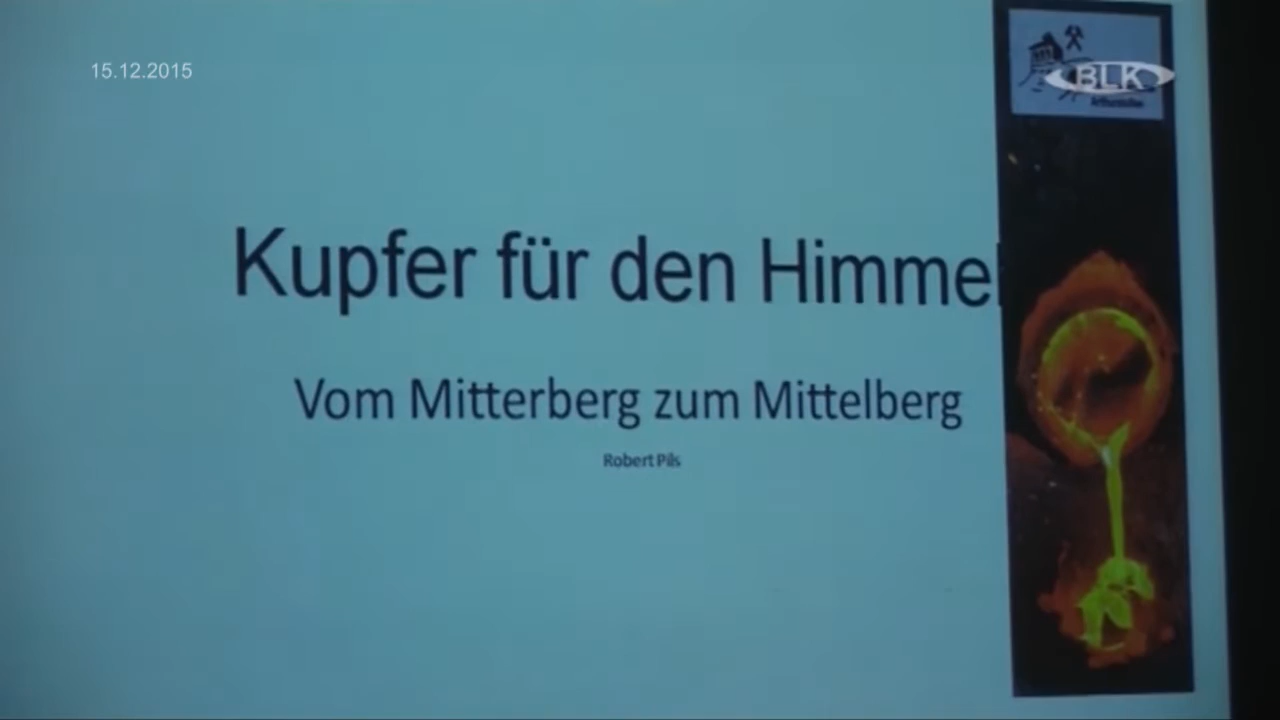 15.12.2015
BLK
Kupfer für den Himmel
Vom Mitterberg zum Mittelberg
Robert Pils